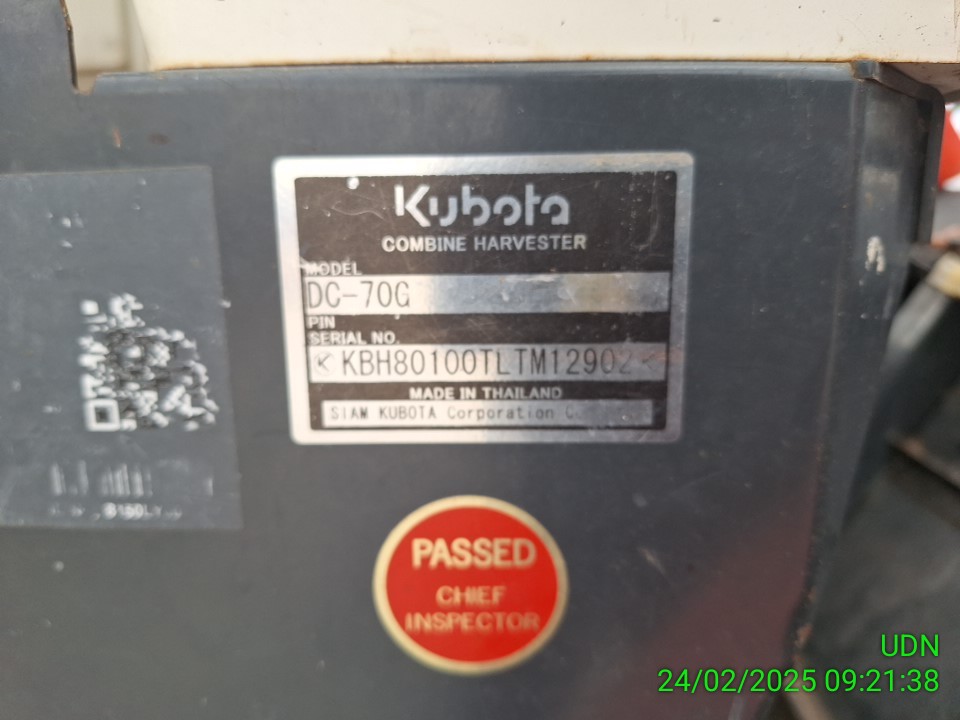 Kubota
COMBINE HARVESTER
MODEL
DC-70G
PIN
SERIAL NO.
KBH80100TLTM12902
MADE IN THAILAND
SIAM KUBOTA Corporation
PASSED
CHIEF
INSPECTOR
UDN
24/02/2025 09:21:38